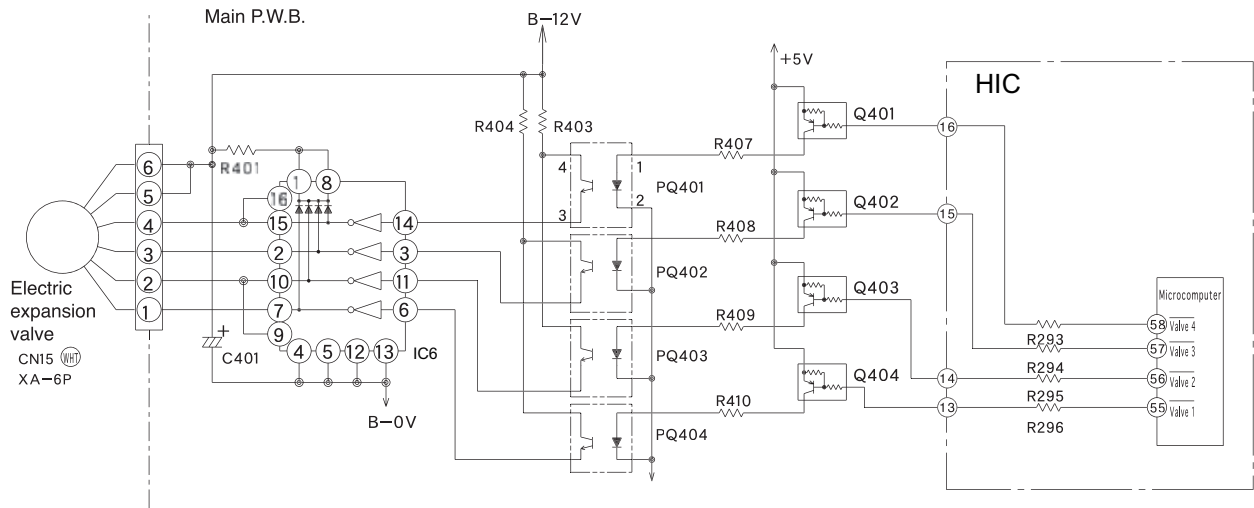 Main P.W.B.
B-12V
+5V
HIC
R404
R403
Q401
16
R407
4
1
PQ401
3
2
6
5
4
3
2
1
R401
1
8
16
15
14
2
3
10
11
7
6
9
4
5
12
13
IC6
Q402
15
R408
PQ402
Q403
R409
PQ403
Q404
14
13
R410
PQ404
Microcomputer
58
Valve 4
R293
57
Valve 3
R294
56
Valve 2
R295
55
Valve 1
R296
Electric
expansion
valve
CN15 WHT
XA-6P
+
C401
B-0V